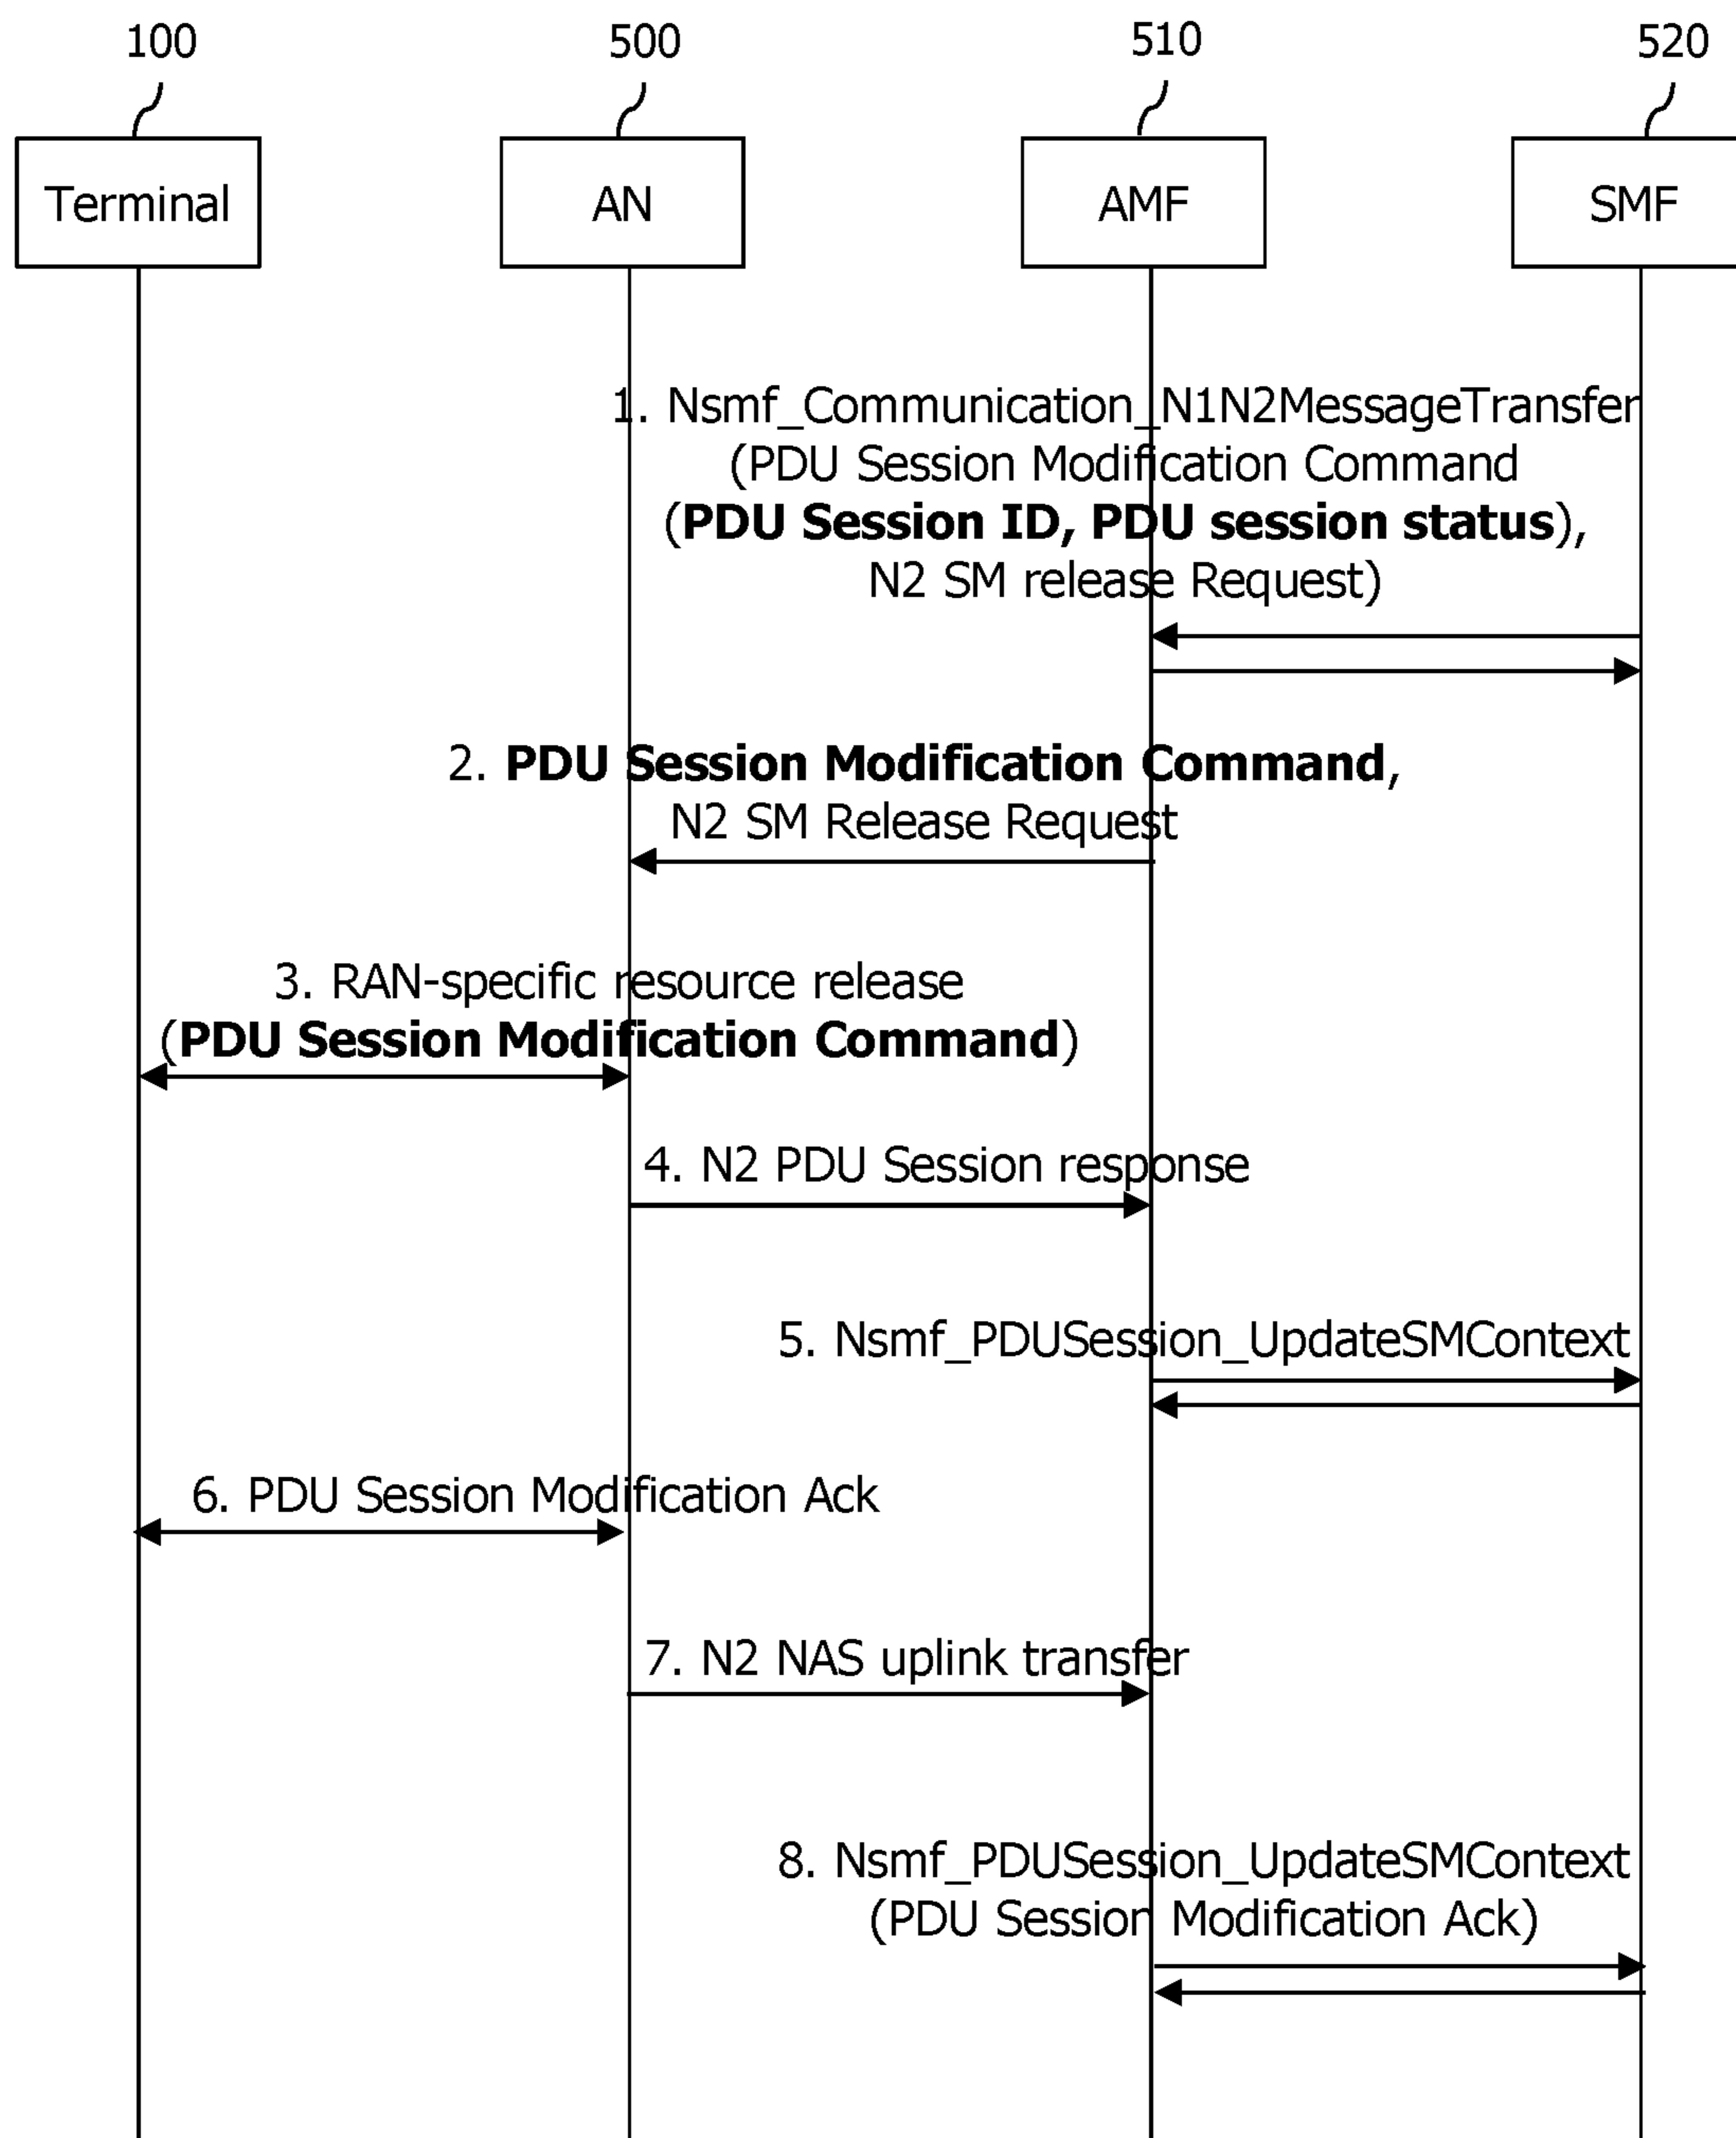 100
500
510
520
Terminal
AN
AMF
SMF
1. Nsmf_Communication_N1N2MessageTransfer
(PDU Session Modification Command
(PDU Session ID, PDU session status),
N2 SM release Request)
2. PDU Session Modification Command,
N2 SM Release Request
3. RAN-specific resource release
(PDU Session Modification Command)
4. N2 PDU Session response
5. Nsmf_PDUSession_UpdateSMContext
6. PDU Session Modification Ack
7. N2 NAS uplink transfer
8. Nsmf_PDUSession_UpdateSMContext
(PDU Session Modification Ack)